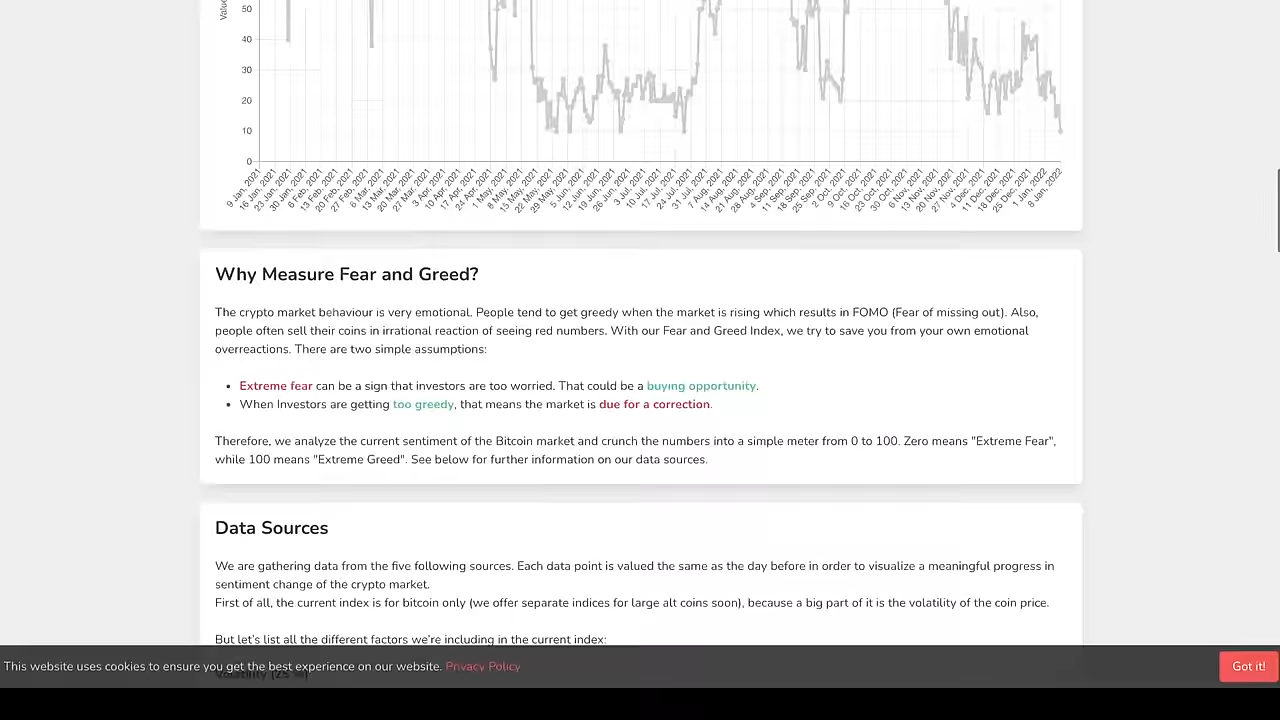 Value
50
40
30
20
10
0
9 Jan, 2021
16 Jan, 2021
23 Jan, 2021
30 Jan, 2021
6 Feb, 2021
13 Feb, 2021
20 Feb, 2021
27 Feb, 2021
6 Mar, 2021
13 Mar, 2021
20 Mar, 2021
27 Mar, 2021
3 Apr, 2021
10 Apr, 2021
17 Apr, 2021
24 Apr, 2021
1 May, 2021
8 May, 2021
15 May, 2021
22 May, 2021
29 May, 2021
5 Jun, 2021
12 Jun, 2021
19 Jun, 2021
26 Jun, 2021
3 Jul, 2021
10 Jul, 2021
17 Jul, 2021
24 Jul, 2021
31 Jul, 2021
7 Aug, 2021
14 Aug, 2021
21 Aug, 2021
28 Aug, 2021
4 Sep, 2021
11 Sep, 2021
18 Sep, 2021
25 Sep, 2021
2 Oct, 2021
9 Oct, 2021
16 Oct, 2021
23 Oct, 2021
30 Oct, 2021
6 Nov, 2021
13 Nov, 2021
20 Nov, 2021
27 Nov, 2021
4 Dec, 2021
11 Dec, 2021
18 Dec, 2021
25 Dec, 2021
1 Jan, 2022
8 Jan, 2022
Why Measure Fear and Greed?
The crypto market behaviour is very emotional. People tend to get greedy when the market is rising which results in FOMO (Fear of missing out). Also,
people often sell their coins in irrational reaction of seeing red numbers. With our Fear and Greed Index, we try to save you from your own emotional
overreactions. There are two simple assumptions:
• Extreme fear can be a sign that investors are too worried. That could be a buying opportunity.
• When Investors are getting too greedy, that means the market is due for a correction.
Therefore, we analyze the current sentiment of the Bitcoin market and crunch the numbers into a simple meter from 0 to 100. Zero means "Extreme Fear",
while 100 means "Extreme Greed". See below for further information on our data sources.
Data Sources
We are gathering data from the five following sources. Each data point is valued the same as the day before in order to visualize a meaningful progress in
sentiment change of the crypto market.
First of all, the current index is for bitcoin only (we offer separate indices for large alt coins soon), because a big part of it is the volatility of the coin price.
But let's list all the different factors we're including in the current index:
This website uses cookies to ensure you get the best experience on our website. Privacy Policy
Got it!
Volatility (25 %)